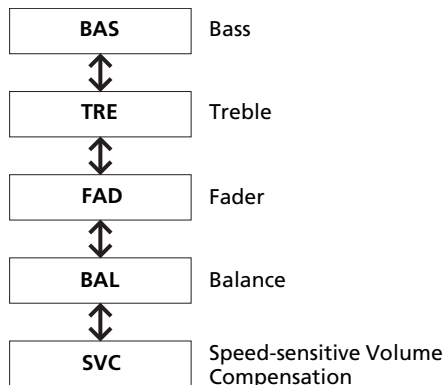 BAS Bass
TRE Treble
FAD Fader
BAL Balance
SVC Speed-sensitive Volume
Compensation